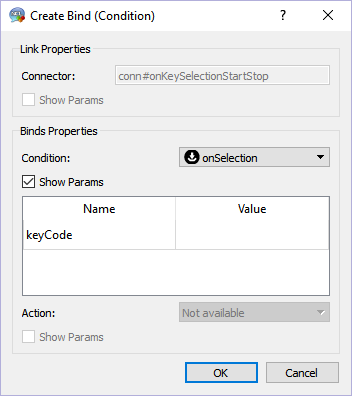 Create Bind (Condition)
?
Link Properties
Connector: conn#onKeySelectionStartStop
Show Params
Binds Properties
Condition: onSelection
Show Params
Name Value
keyCode
Action: Not available
Show Params
OK Cancel